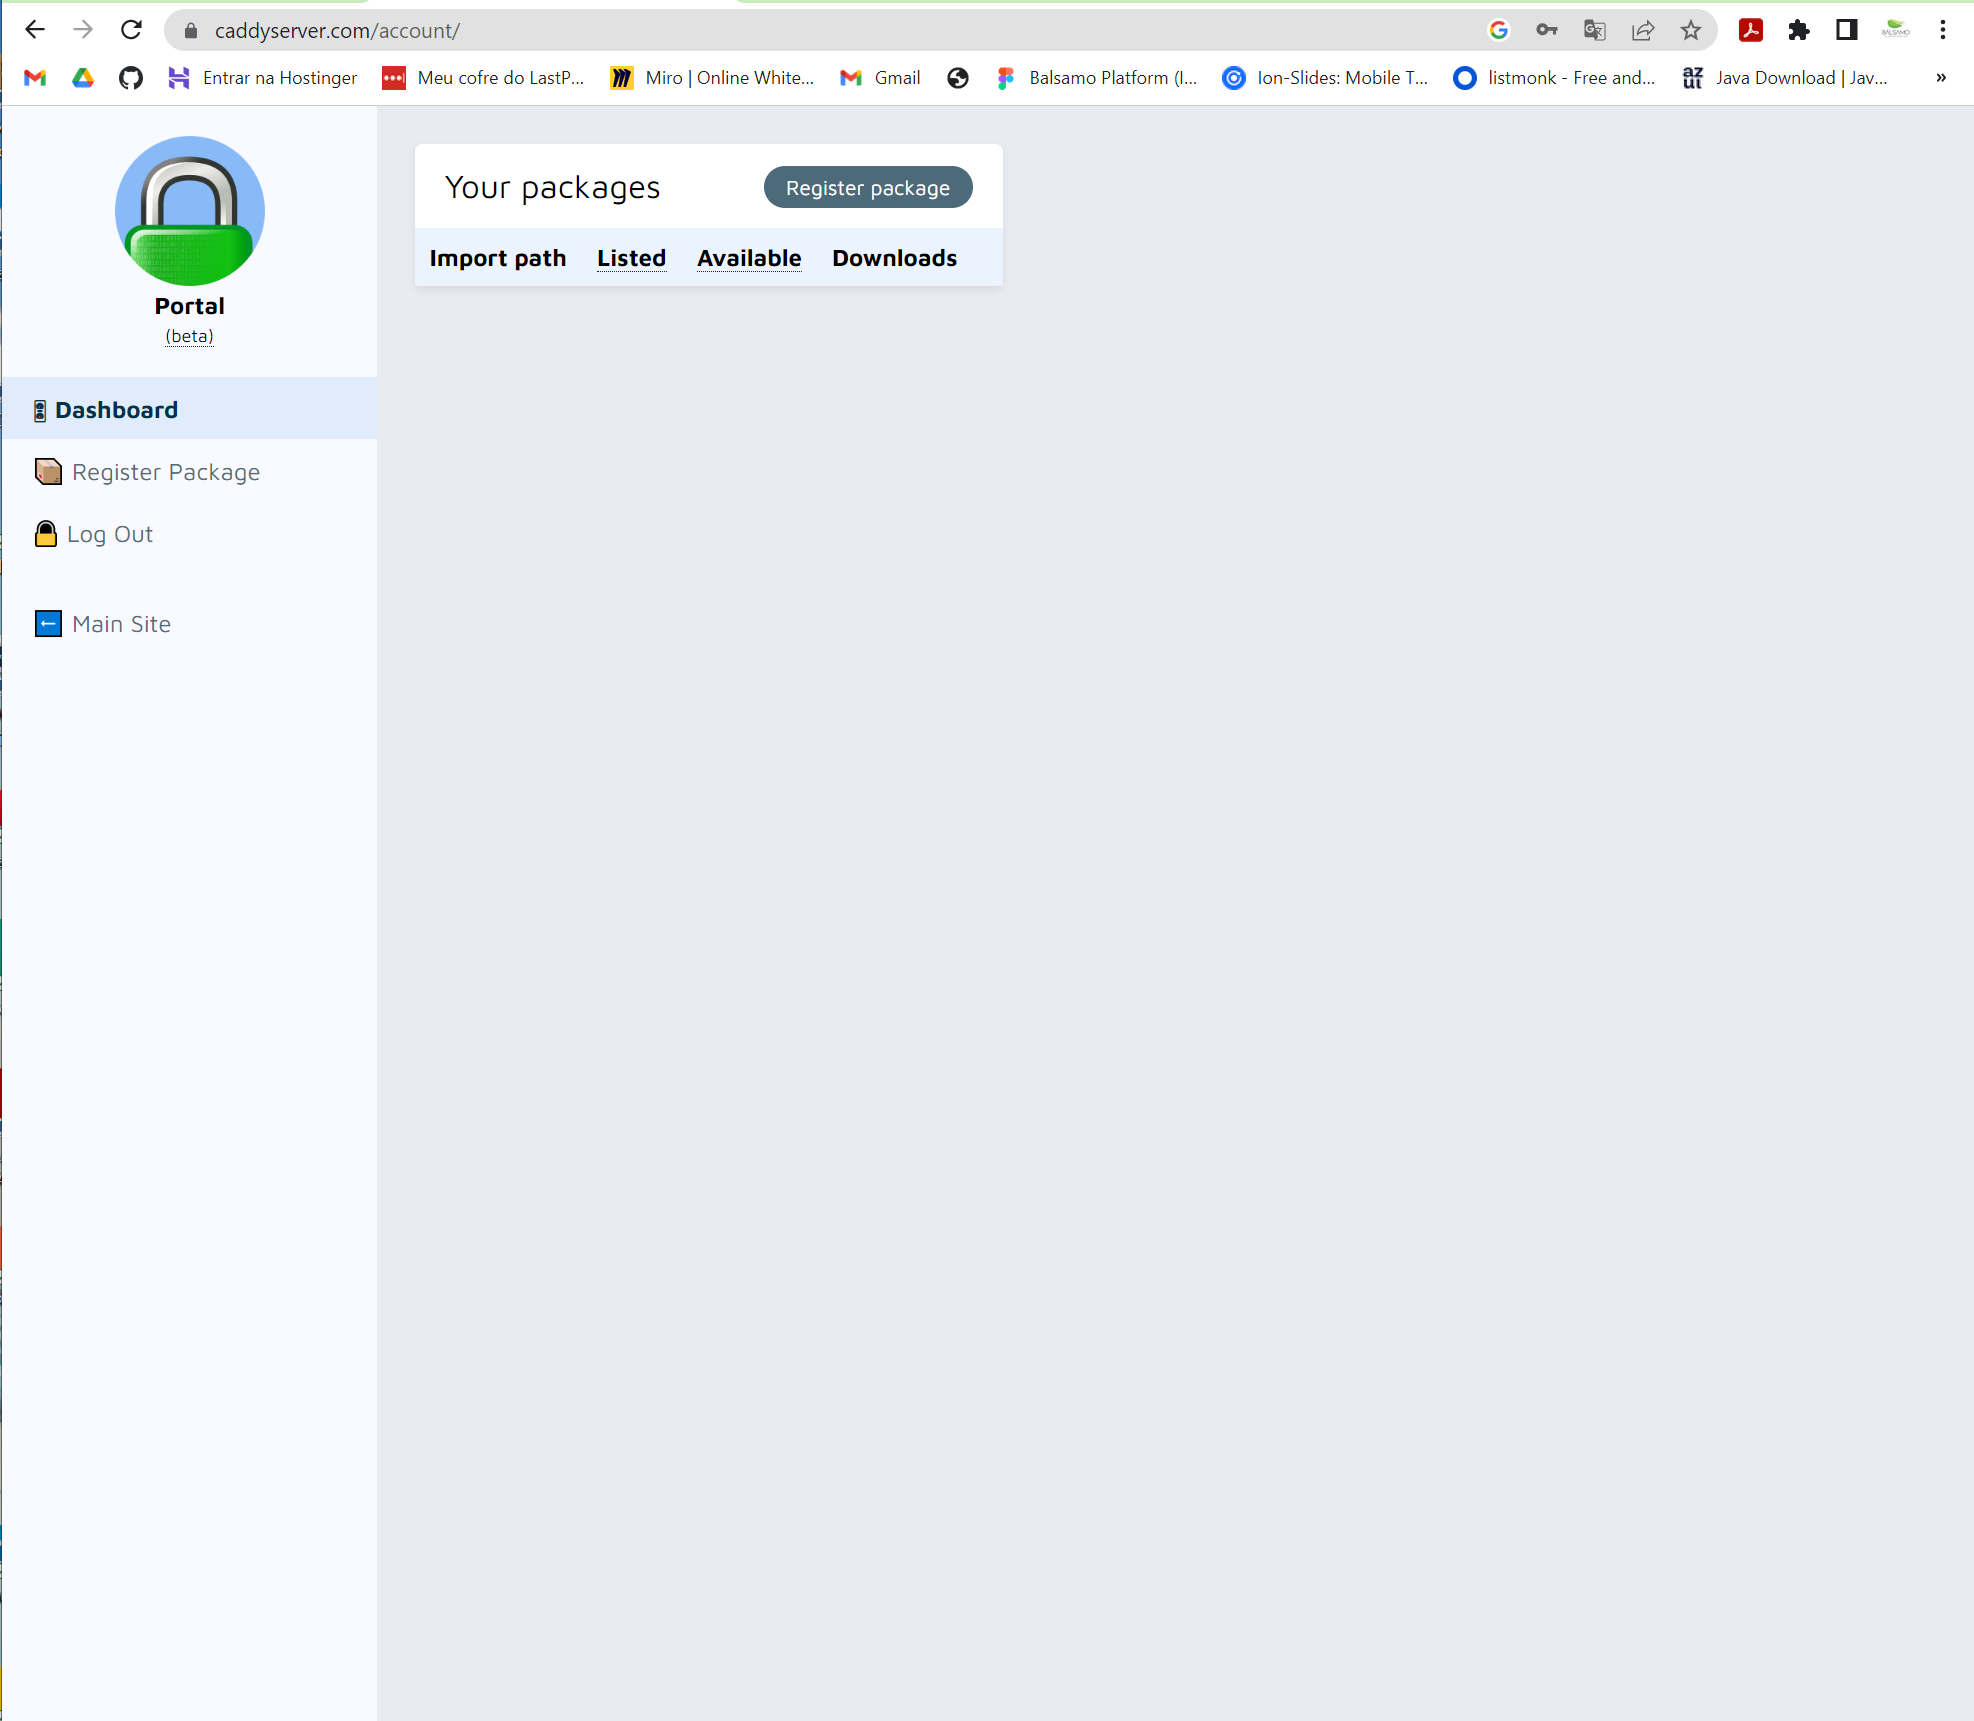 caddyserver.com/account/
Entrar na Hostinger Meu cofre do LastP... Miro | Online White... Gmail Balsamo Platform (I... Ion-Slides: Mobile T... listmonk - Free and... azul Java Download | Jav... »
Your packages Register package
Import path Listed Available Downloads
Portal
(beta)
Dashboard
Register Package
Log Out
Main Site